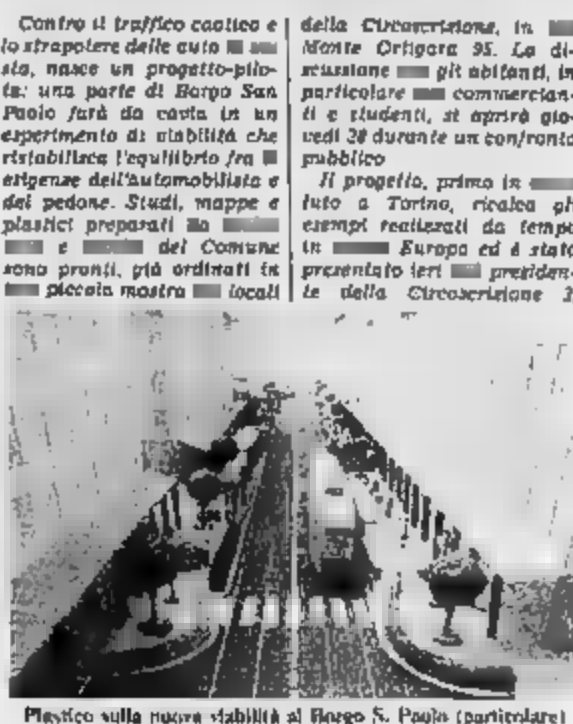 Contro il traffico caotico e
lo strapotere delle auto
sta, nasce un progetto-pilo-
ta: una parte di Borgo San
Paolo farà da cavia in un
esperimento di viabilità che
ristabilisca l'equilibrio fra
esigenze dell'automobilista e
del pedone. Studi, mappe e
plastici preparati
e del Comune
sono pronti, già ordinati in
piccola mostra locali
della Circoscrizione, in
Monte Ortigara 95. La di-
scussione gli abitanti, in
particolare commercian-
ti e studenti, si aprirà gio-
vedì 28 durante un confronto
pubblico
Il progetto, primo in
tuto a Torino, ricalca gli
esempi realizzati da tempo
in Europa ed è stato
presentato ieri presiden-
te della Circoscrizione 3
Plastico sulla nuova viabilità al Borgo S. Paolo (particolare)